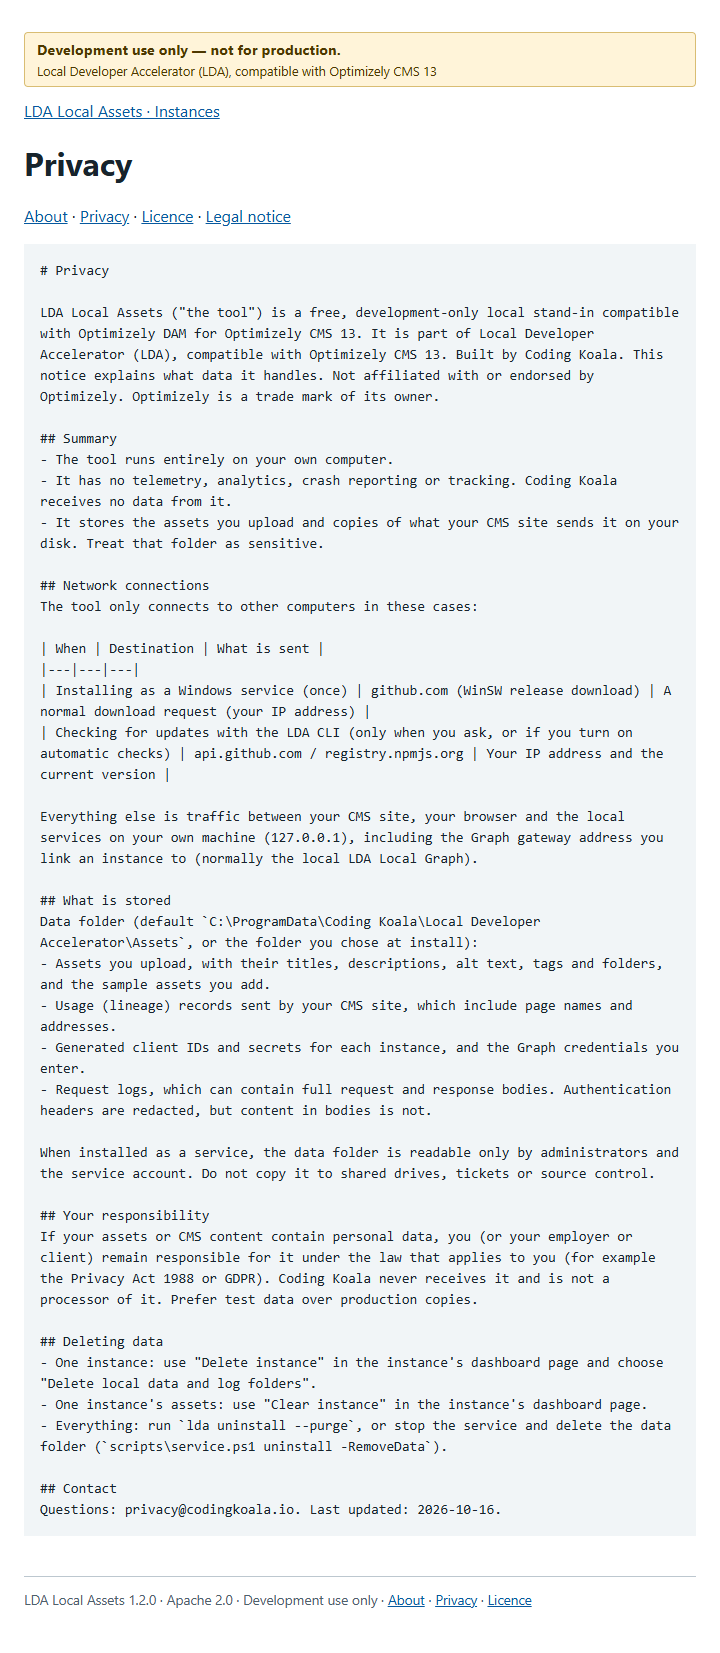 Development use only — not for production.
Local Developer Accelerator (LDA), compatible with Optimizely CMS 13
LDA Local Assets · Instances
Privacy
About · Privacy · Licence · Legal notice
# Privacy
LDA Local Assets ("the tool") is a free, development-only local stand-in compatible
with Optimizely DAM for Optimizely CMS 13. It is part of Local Developer
Accelerator (LDA), compatible with Optimizely CMS 13. Built by Coding Koala. This
notice explains what data it handles. Not affiliated with or endorsed by
Optimizely. Optimizely is a trade mark of its owner.
## Summary
- The tool runs entirely on your own computer.
- It has no telemetry, analytics, crash reporting or tracking. Coding Koala
receives no data from it.
- It stores the assets you upload and copies of what your CMS site sends it on your
disk. Treat that folder as sensitive.
## Network connections
The tool only connects to other computers in these cases:
| When | Destination | What is sent |
|---|---|---|
| Installing as a Windows service (once) | github.com (WinSW release download) | A
normal download request (your IP address) |
| Checking for updates with the LDA CLI (only when you ask, or if you turn on
automatic checks) | api.github.com / registry.npmjs.org | Your IP address and the
current version |
Everything else is traffic between your CMS site, your browser and the local
services on your own machine (127.0.0.1), including the Graph gateway address you
link an instance to (normally the local LDA Local Graph).
## What is stored
Data folder (default `C:\ProgramData\Coding Koala\Local Developer
Accelerator\Assets`, or the folder you chose at install):
- Assets you upload, with their titles, descriptions, alt text, tags and folders,
and the sample assets you add.
- Usage (lineage) records sent by your CMS site, which include page names and
addresses.
- Generated client IDs and secrets for each instance, and the Graph credentials you
enter.
- Request logs, which can contain full request and response bodies. Authentication
headers are redacted, but content in bodies is not.
When installed as a service, the data folder is readable only by administrators and
the service account. Do not copy it to shared drives, tickets or source control.
## Your responsibility
If your assets or CMS content contain personal data, you (or your employer or
client) remain responsible for it under the law that applies to you (for example
the Privacy Act 1988 or GDPR). Coding Koala never receives it and is not a
processor of it. Prefer test data over production copies.
## Deleting data
- One instance: use "Delete instance" in the instance's dashboard page and choose
"Delete local data and log folders".
- One instance's assets: use "Clear instance" in the instance's dashboard page.
- Everything: run `lda uninstall --purge`, or stop the service and delete the data
folder (`scripts\service.ps1 uninstall -RemoveData`).
## Contact
Questions: privacy@codingkoala.io. Last updated: 2026-10-16.
LDA Local Assets 1.2.0 · Apache 2.0 · Development use only · About · Privacy · Licence